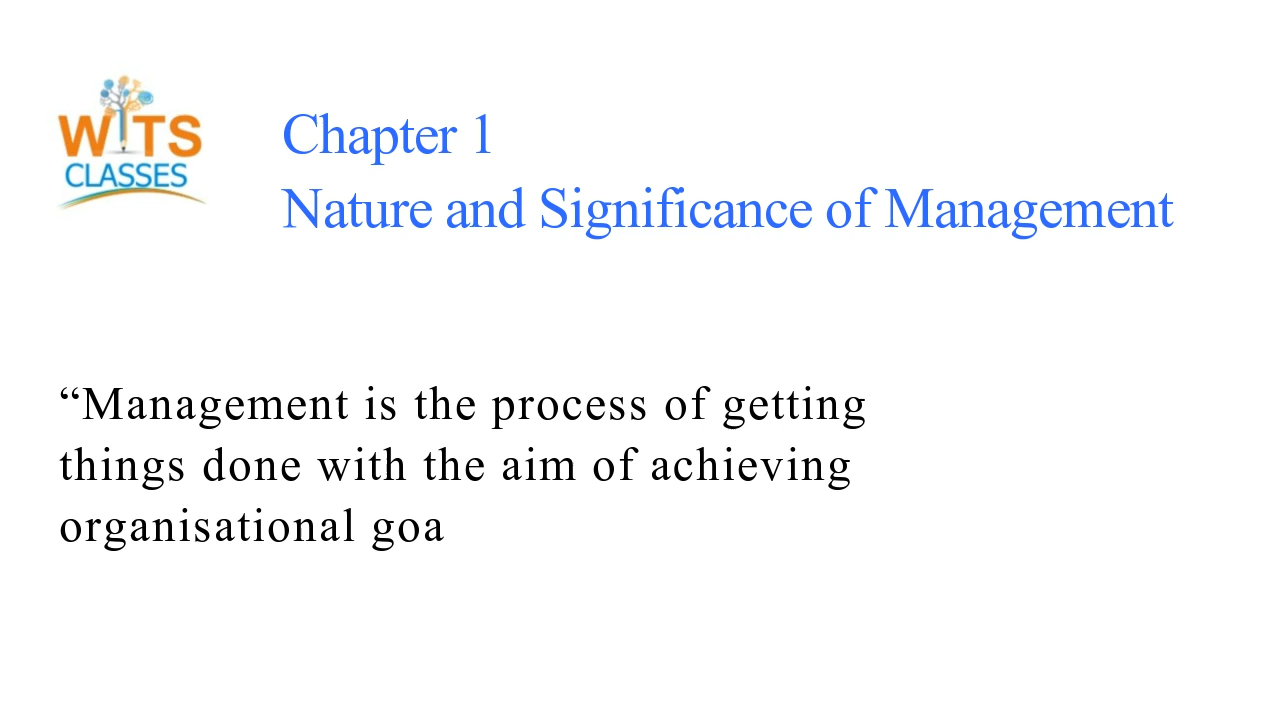 WITS
CLASSES
Chapter 1
Nature and Significance of Management
“Management is the process of getting
things done with the aim of achieving
organisational goa